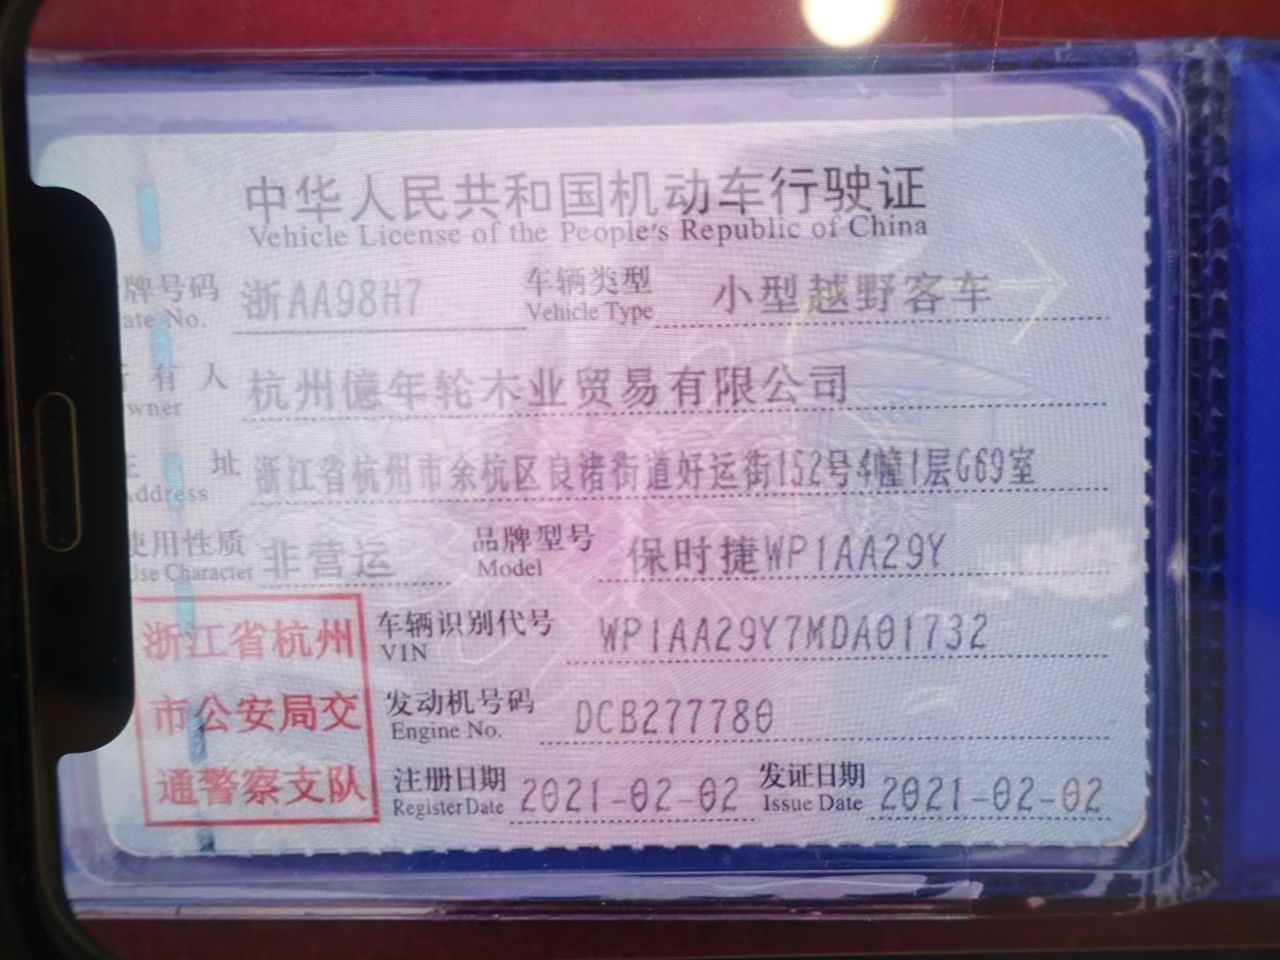 中华人民共和国机动车行驶证
Vehicle License of the People's Republic of China
牌号码 浙AA98H7 车辆类型 小型越野客车
ate No. Vehicle Type
有人 杭州億年轮木业贸易有限公司
wner
址 浙江省杭州市余杭区良渚街道好运街152号4幢1层G69室
Address
使用性质 非营运 品牌型号 保时捷WP1AA29Y
Use Character Model
浙江省杭州
市公安局交
通警察支队
车辆识别代号 WP1AA29Y7MDA01732
VIN
发动机号码 DCB277780
Engine No.
注册日期 2021-02-02 发证日期 2021-02-02
Register Date Issue Date